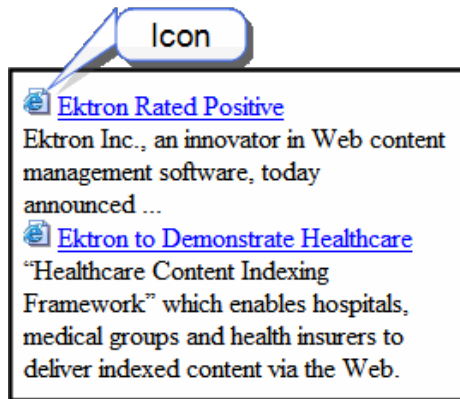 Icon
Ektron Rated Positive
Ektron Inc., an innovator in Web content
management software, today
announced ...
Ektron to Demonstrate Healthcare
“Healthcare Content Indexing
Framework” which enables hospitals,
medical groups and health insurers to
deliver indexed content via the Web.